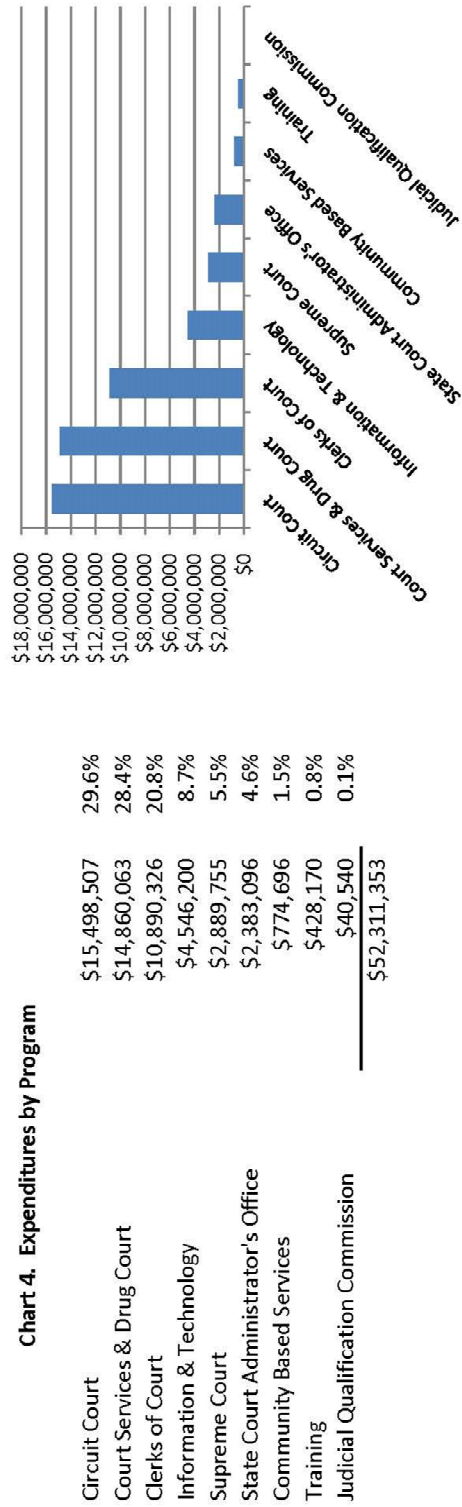 Chart 4. Expenditures by Program
Circuit Court $15,498,507 29.6%
Court Services & Drug Court $14,860,063 28.4%
Clerks of Court $10,890,326 20.8%
Information & Technology $4,546,200 8.7%
Supreme Court $2,889,755 5.5%
State Court Administrator's Office $2,383,096 4.6%
Community Based Services $774,696 1.5%
Training $428,170 0.8%
Judicial Qualification Commission $40,540 0.1%
$52,311,353
$18,000,000
$16,000,000
$14,000,000
$12,000,000
$10,000,000
$8,000,000
$6,000,000
$4,000,000
$2,000,000
$0
Circuit Court
Court Services & Drug Court
Clerks of Court
Information & Technology
Supreme Court
State Court Administrator's Office
Community Based Services
Training
Judicial Qualification Commission